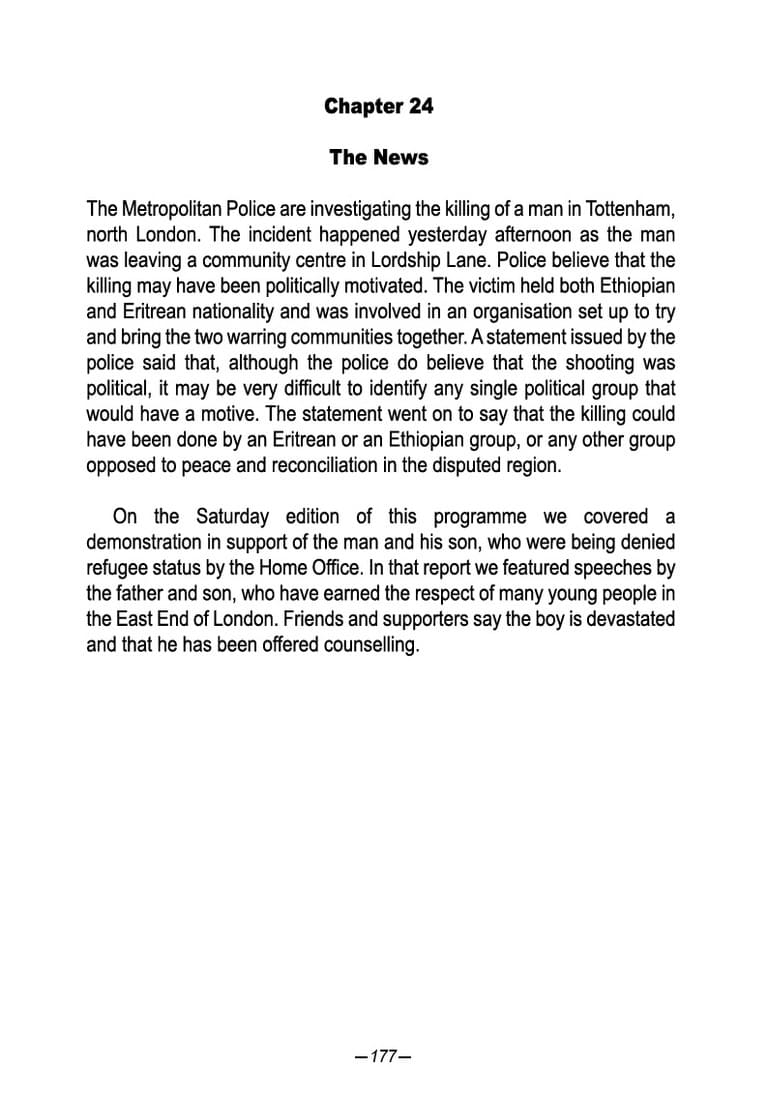 Chapter 24
The News
The Metropolitan Police are investigating the killing of a man in Tottenham,
north London. The incident happened yesterday afternoon as the man
was leaving a community centre in Lordship Lane. Police believe that the
killing may have been politically motivated. The victim held both Ethiopian
and Eritrean nationality and was involved in an organisation set up to try
and bring the two warring communities together. A statement issued by the
police said that, although the police do believe that the shooting was
political, it may be very difficult to identify any single political group that
would have a motive. The statement went on to say that the killing could
have been done by an Eritrean or an Ethiopian group, or any other group
opposed to peace and reconciliation in the disputed region.
On the Saturday edition of this programme we covered a
demonstration in support of the man and his son, who were being denied
refugee status by the Home Office. In that report we featured speeches by
the father and son, who have earned the respect of many young people in
the East End of London. Friends and supporters say the boy is devastated
and that he has been offered counselling.
—177—